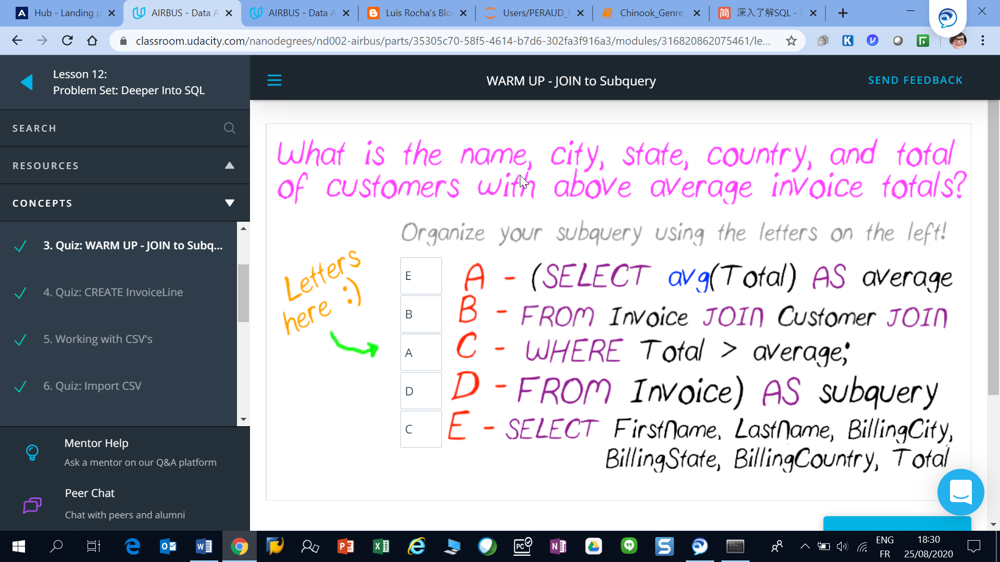 Hub - Landing p
AIRBUS - Data A
AIRBUS - Data A
Luis Rocha's Blo
Users/PERAUD_
Chinook_Genre_
深入了解SQL -
classroom.udacity.com/nanodegrees/nd002-airbus/parts/35305c70-58f5-4614-b7d6-302fa3f916a3/modules/316820862075461/le...
Lesson 12:
Problem Set: Deeper Into SQL
WARM UP - JOIN to Subquery
SEND FEEDBACK
SEARCH
RESOURCES
CONCEPTS
3. Quiz: WARM UP - JOIN to Subq...
4. Quiz: CREATE InvoiceLine
5. Working with CSV's
6. Quiz: Import CSV
Mentor Help
Ask a mentor on our Q&A platform
Peer Chat
Chat with peers and alumni
What is the name, city, state, country, and total
of customers with above average invoice totals?
Organize your subquery using the letters on the left!
Letters
here :)
E
B
A
D
C
A - (SELECT avg(Total) AS average
B - FROM Invoice JOIN Customer JOIN
C - WHERE Total > average;
D - FROM Invoice) AS subquery
E - SELECT FirstName, LastName, BillingCity,
BillingState, BillingCountry, Total
ENG
FR
18:30
25/08/2020